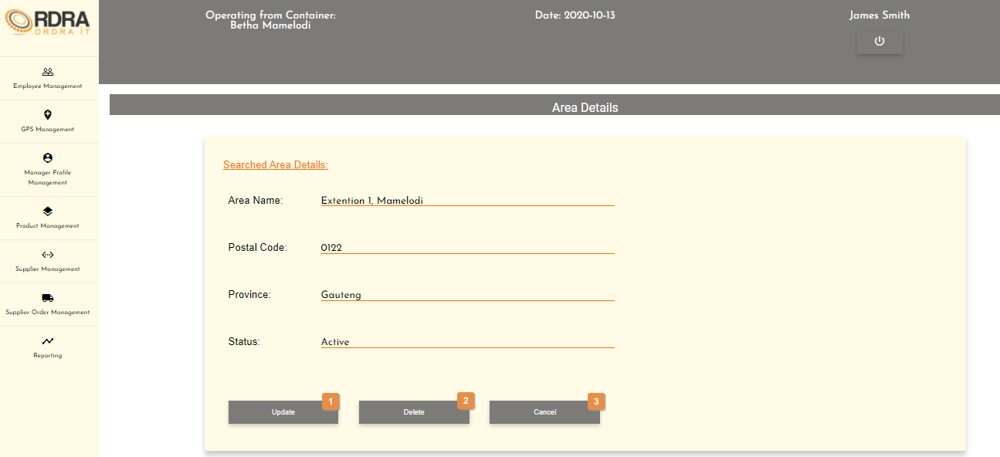 RDRA
ORDRA IT
Operating from Container:
Betha Mamelodi
Date: 2020-10-13
James Smith
Employee Management
GPS Management
Manager Profile
Management
Product Management
Supplier Management
Supplier Order Management
Reporting
Area Details
Searched Area Details:
Area Name: Extention 1, Mamelodi
Postal Code: 0122
Province: Gauteng
Status: Active
Update 1 Delete 2 Cancel 3